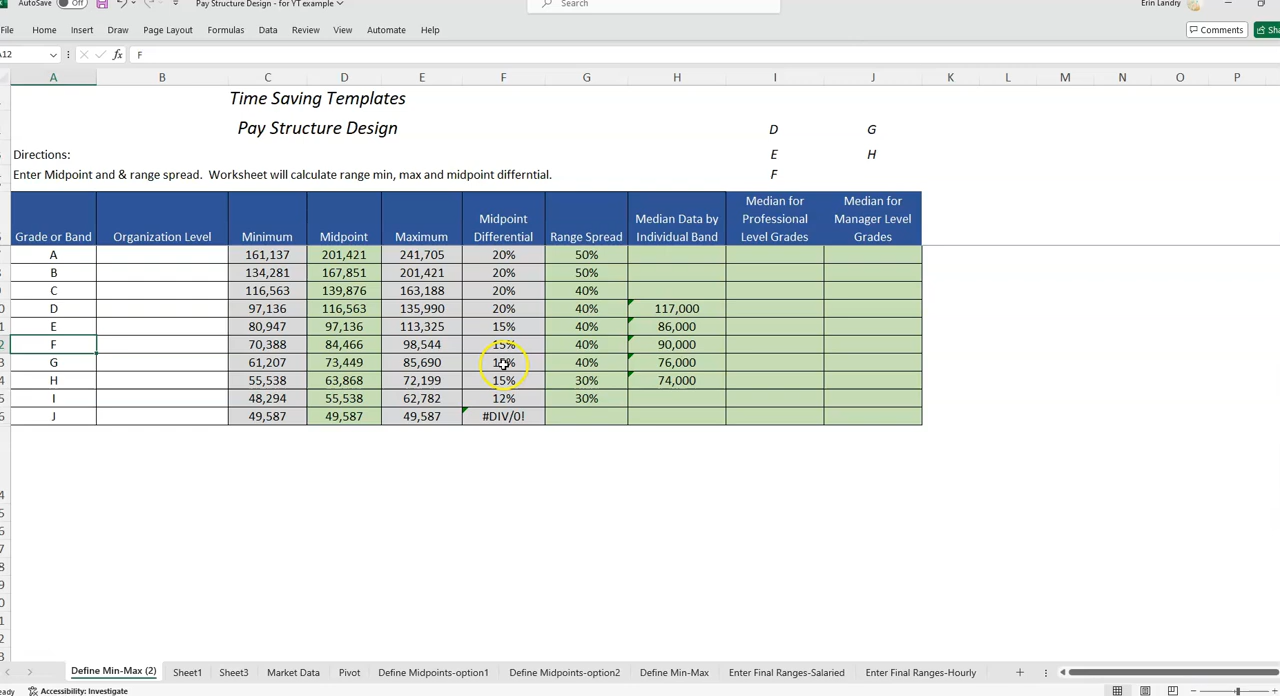 AutoSave Off Pay Structure Design - for YT example Search Erin Landry
File Home Insert Draw Page Layout Formulas Data Review View Automate Help Comments
A12 fx F
A B C D E F G H I J K L M N O P
Time Saving Templates
Pay Structure Design D G
Directions: E H
Enter Midpoint and & range spread. Worksheet will calculate range min, max and midpoint differntial. F
Grade or Band Organization Level Minimum Midpoint Maximum Midpoint Differential Range Spread Median Data by Individual Band Median for Professional Level Grades Median for Manager Level Grades
A 161,137 201,421 241,705 20% 50%
B 134,281 167,851 201,421 20% 50%
C 116,563 139,876 163,188 20% 40%
D 97,136 116,563 135,990 20% 40% 117,000
E 80,947 97,136 113,325 15% 40% 86,000
F 70,388 84,466 98,544 15% 40% 90,000
G 61,207 73,449 85,690 40% 76,000
H 55,538 63,868 72,199 15% 30% 74,000
I 48,294 55,538 62,782 12% 30%
J 49,587 49,587 49,587 #DIV/0!
Define Min-Max (2) Sheet1 Sheet3 Market Data Pivot Define Midpoints-option1 Define Midpoints-option2 Define Min-Max Enter Final Ranges-Salaried Enter Final Ranges-Hourly
Accessibility: Investigate